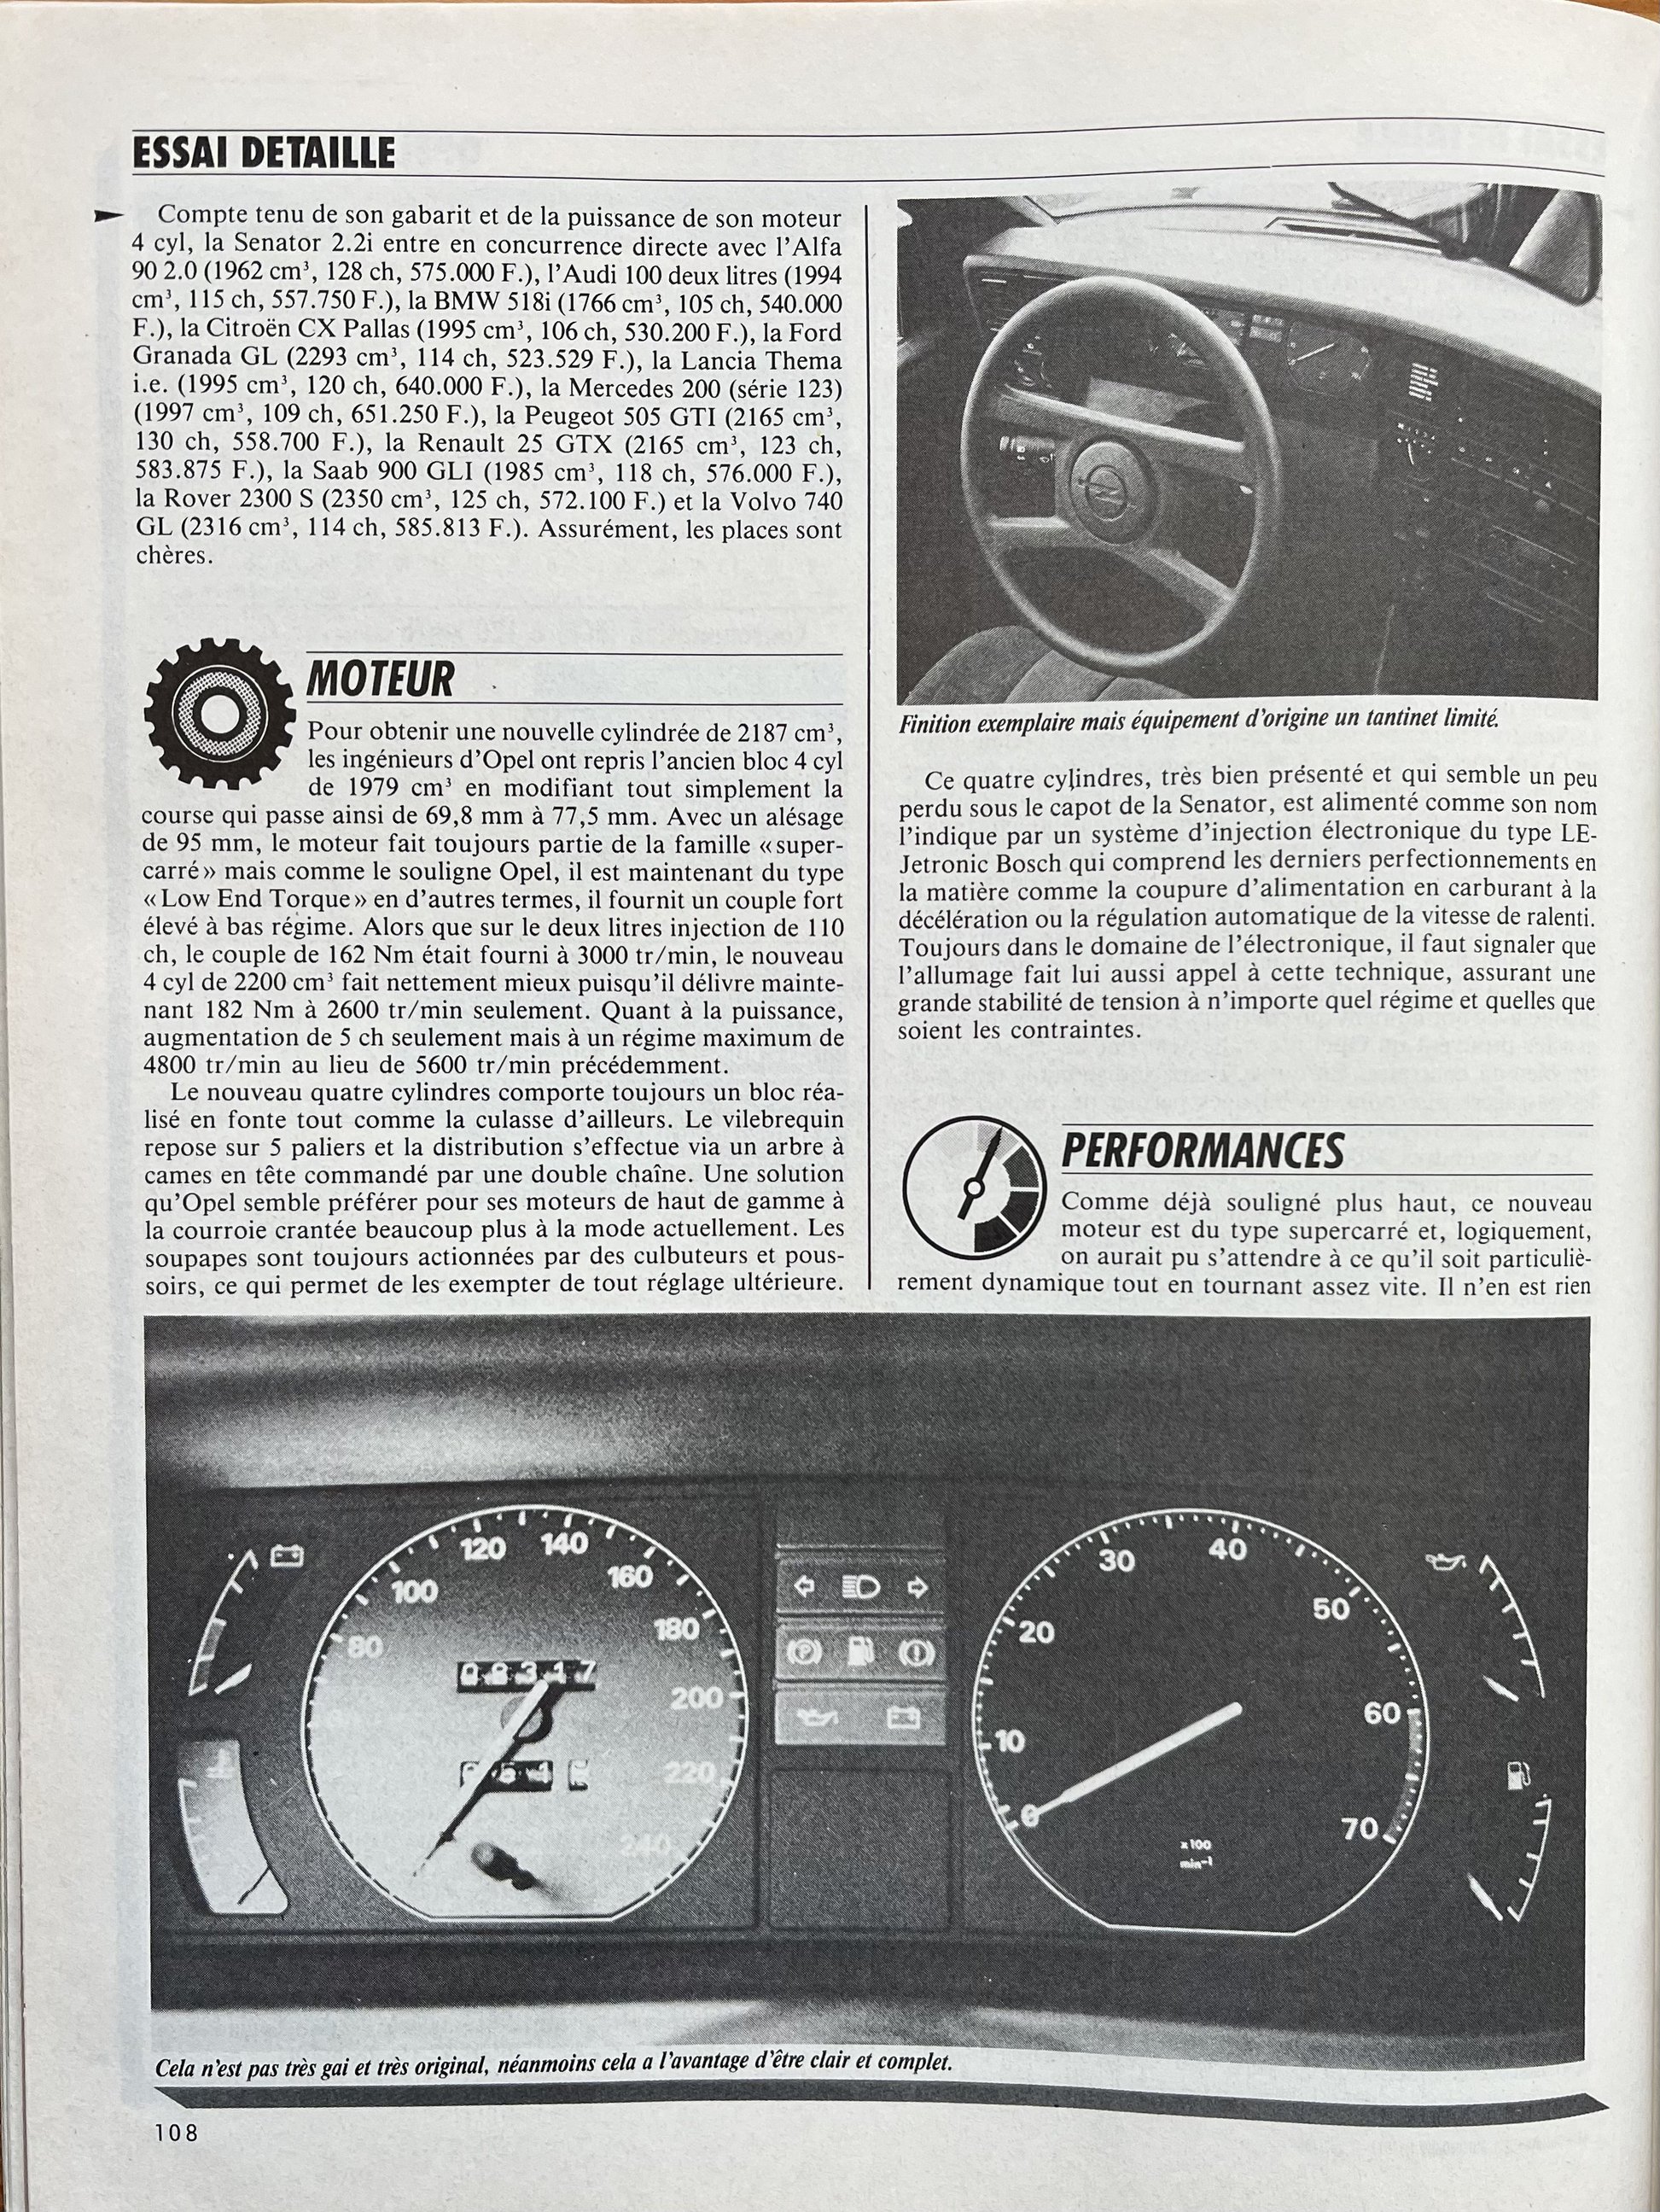 ESSAI DETAILLE
Compte tenu de son gabarit et de la puissance de son moteur
4 cyl, la Senator 2.2i entre en concurrence directe avec l'Alfa
90 2.0 (1962 cm³, 128 ch, 575.000 F.), l'Audi 100 deux litres (1994
cm³, 115 ch, 557.750 F.), la BMW 518i (1766 cm³, 105 ch, 540.000
F.), la Citroën CX Pallas (1995 cm³, 106 ch, 530.200 F.), la Ford
Granada GL (2293 cm³, 114 ch, 523.529 F.), la Lancia Thema
i.e. (1995 cm³, 120 ch, 640.000 F.), la Mercedes 200 (série 123)
(1997 cm³, 109 ch, 651.250 F.), la Peugeot 505 GTI (2165 cm³,
130 ch, 558.700 F.), la Renault 25 GTX (2165 cm³, 123 ch,
583.875 F.), la Saab 900 GLI (1985 cm³, 118 ch, 576.000 F.),
la Rover 2300 S (2350 cm³, 125 ch, 572.100 F.) et la Volvo 740
GL (2316 cm³, 114 ch, 585.813 F.). Assurément, les places sont
chères.
MOTEUR
Pour obtenir une nouvelle cylindrée de 2187 cm³,
les ingénieurs d'Opel ont repris l'ancien bloc 4 cyl
de 1979 cm³ en modifiant tout simplement la
course qui passe ainsi de 69,8 mm à 77,5 mm. Avec un alésage
de 95 mm, le moteur fait toujours partie de la famille «super-
carré» mais comme le souligne Opel, il est maintenant du type
«Low End Torque» en d'autres termes, il fournit un couple fort
élevé à bas régime. Alors que sur le deux litres injection de 110
ch, le couple de 162 Nm était fourni à 3000 tr/min, le nouveau
4 cyl de 2200 cm³ fait nettement mieux puisqu'il délivre mainte-
nant 182 Nm à 2600 tr/min seulement. Quant à la puissance,
augmentation de 5 ch seulement mais à un régime maximum de
4800 tr/min au lieu de 5600 tr/min précédemment.
Le nouveau quatre cylindres comporte toujours un bloc réa-
lisé en fonte tout comme la culasse d'ailleurs. Le vilebrequin
repose sur 5 paliers et la distribution s'effectue via un arbre à
cames en tête commandé par une double chaîne. Une solution
qu'Opel semble préférer pour ses moteurs de haut de gamme à
la courroie crantée beaucoup plus à la mode actuellement. Les
soupapes sont toujours actionnées par des culbuteurs et pous-
soirs, ce qui permet de les exempter de tout réglage ultérieure.
Finition exemplaire mais équipement d'origine un tantinet limité.
Ce quatre cylindres, très bien présenté et qui semble un peu
perdu sous le capot de la Senator, est alimenté comme son nom
l'indique par un système d'injection électronique du type LE-
Jetronic Bosch qui comprend les derniers perfectionnements en
la matière comme la coupure d'alimentation en carburant à la
décélération ou la régulation automatique de la vitesse de ralenti.
Toujours dans le domaine de l'électronique, il faut signaler que
l'allumage fait lui aussi appel à cette technique, assurant une
grande stabilité de tension à n'importe quel régime et quelles que
soient les contraintes.
PERFORMANCES
Comme déjà souligné plus haut, ce nouveau
moteur est du type supercarré et, logiquement,
on aurait pu s'attendre à ce qu'il soit particuliè-
rement dynamique tout en tournant assez vite. Il n'en est rien
80
100
120
140
160
180
200
220
240
0
10
20
30
40
50
60
70
x100
min-1
Cela n'est pas très gai et très original, néanmoins cela a l'avantage d'être clair et complet.
108